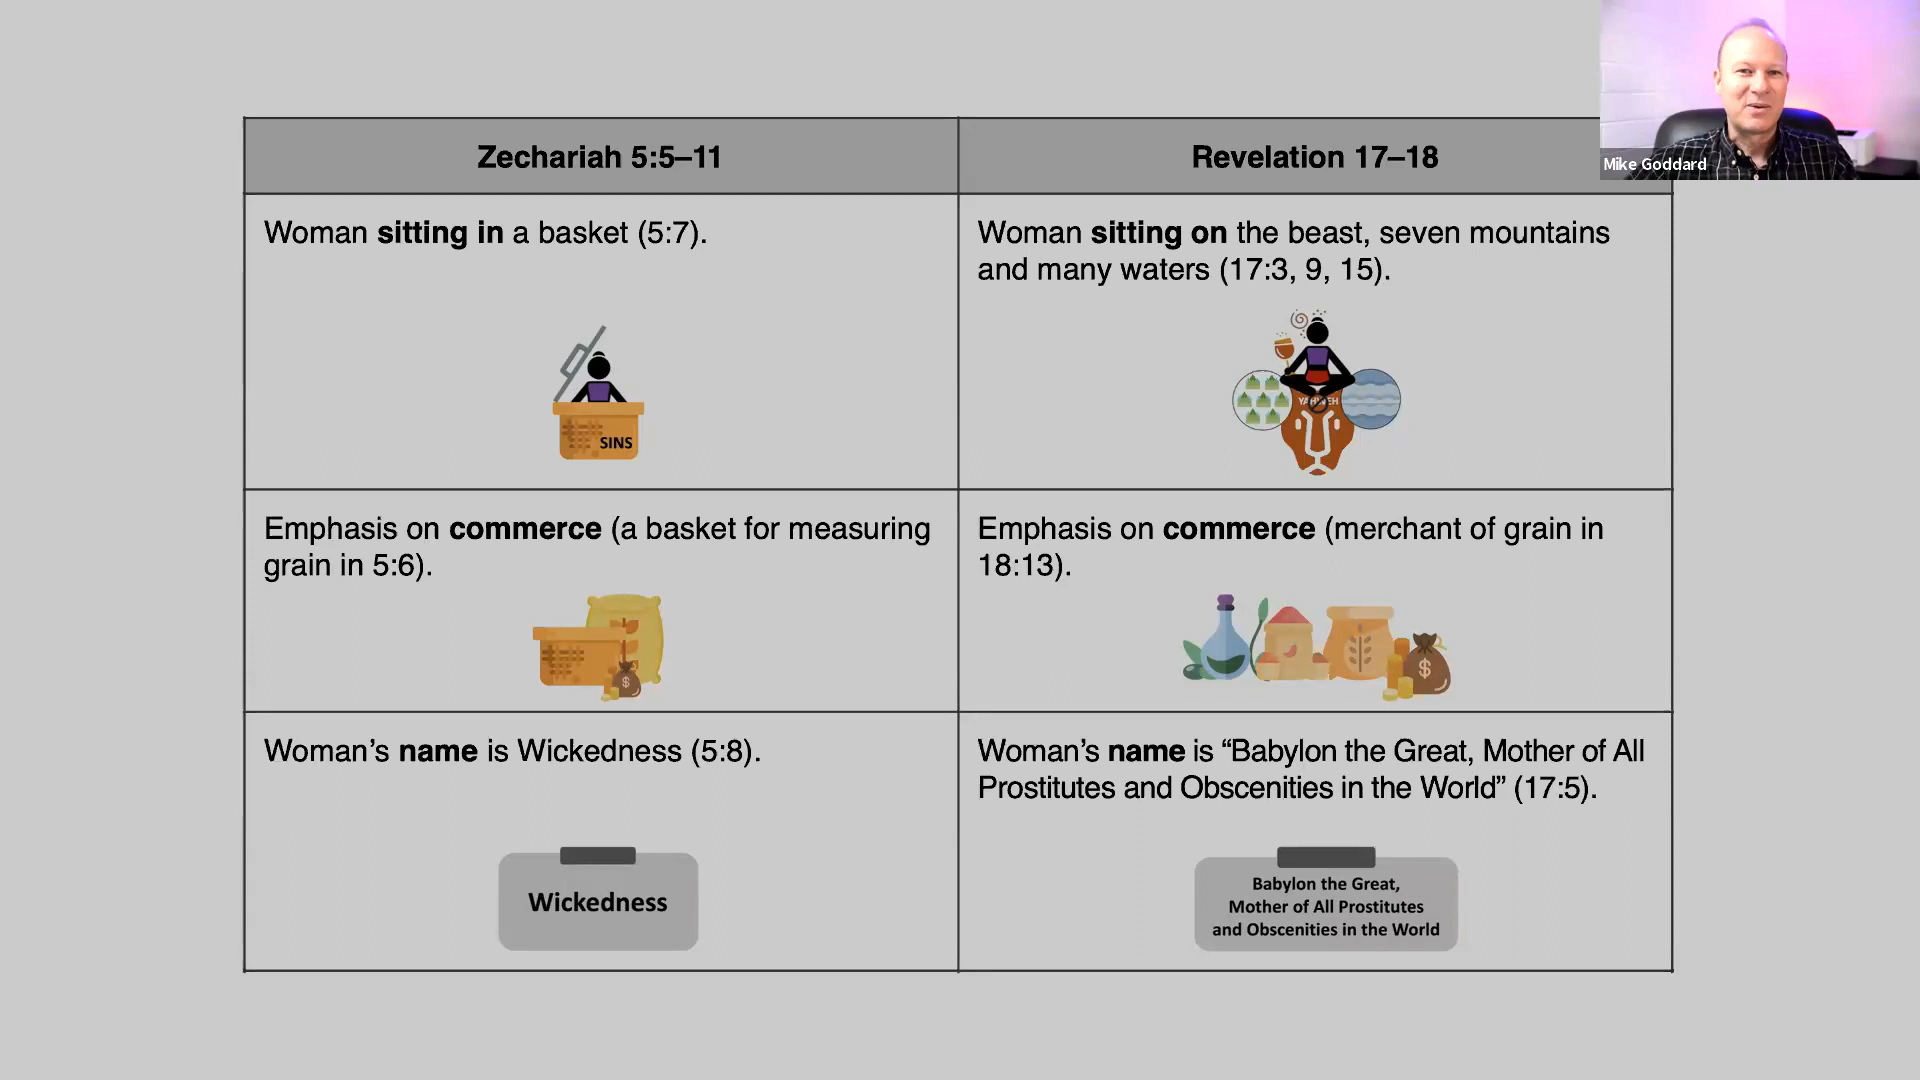 Zechariah 5:5–11
Revelation 17–18
Mike Goddard
Woman sitting in a basket (5:7).
Woman sitting on the beast, seven mountains
and many waters (17:3, 9, 15).
SINS
YAHWEH
Emphasis on commerce (a basket for measuring
grain in 5:6).
Emphasis on commerce (merchant of grain in
18:13).
$
$
Woman’s name is Wickedness (5:8).
Woman’s name is “Babylon the Great, Mother of All
Prostitutes and Obscenities in the World” (17:5).
Wickedness
Babylon the Great,
Mother of All Prostitutes
and Obscenities in the World